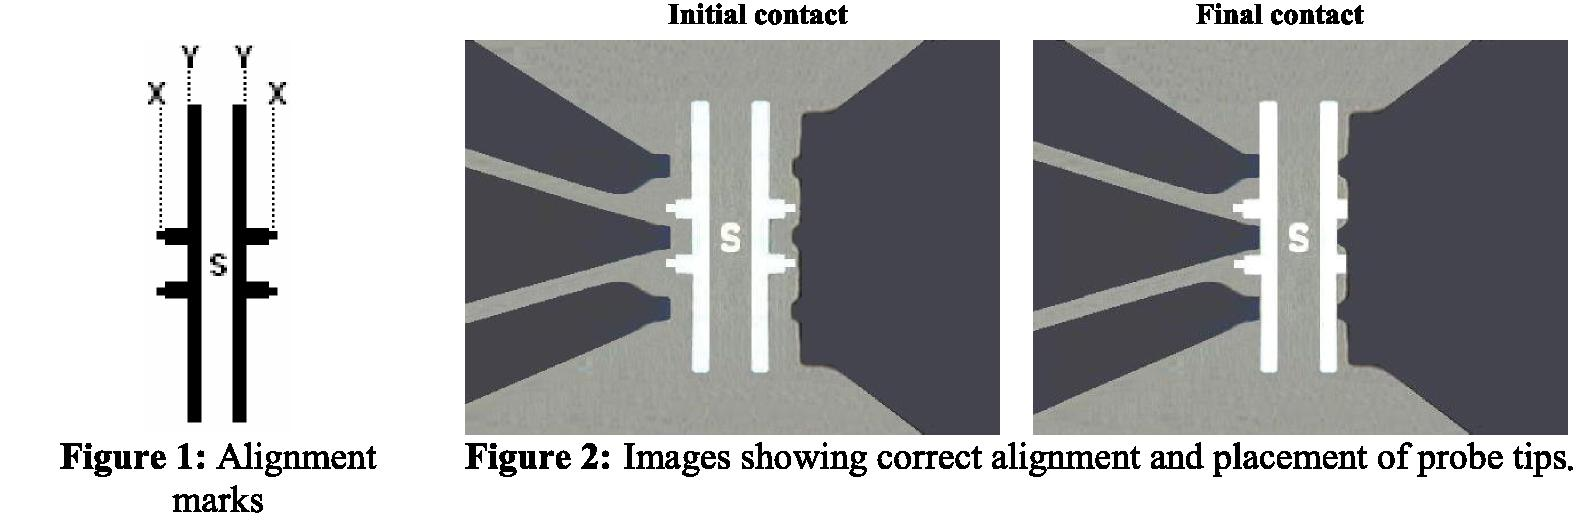 Initial contact
Final contact
Y Y
X X
S
S
S
Figure 1: Alignment
marks
Figure 2: Images showing correct alignment and placement of probe tips.